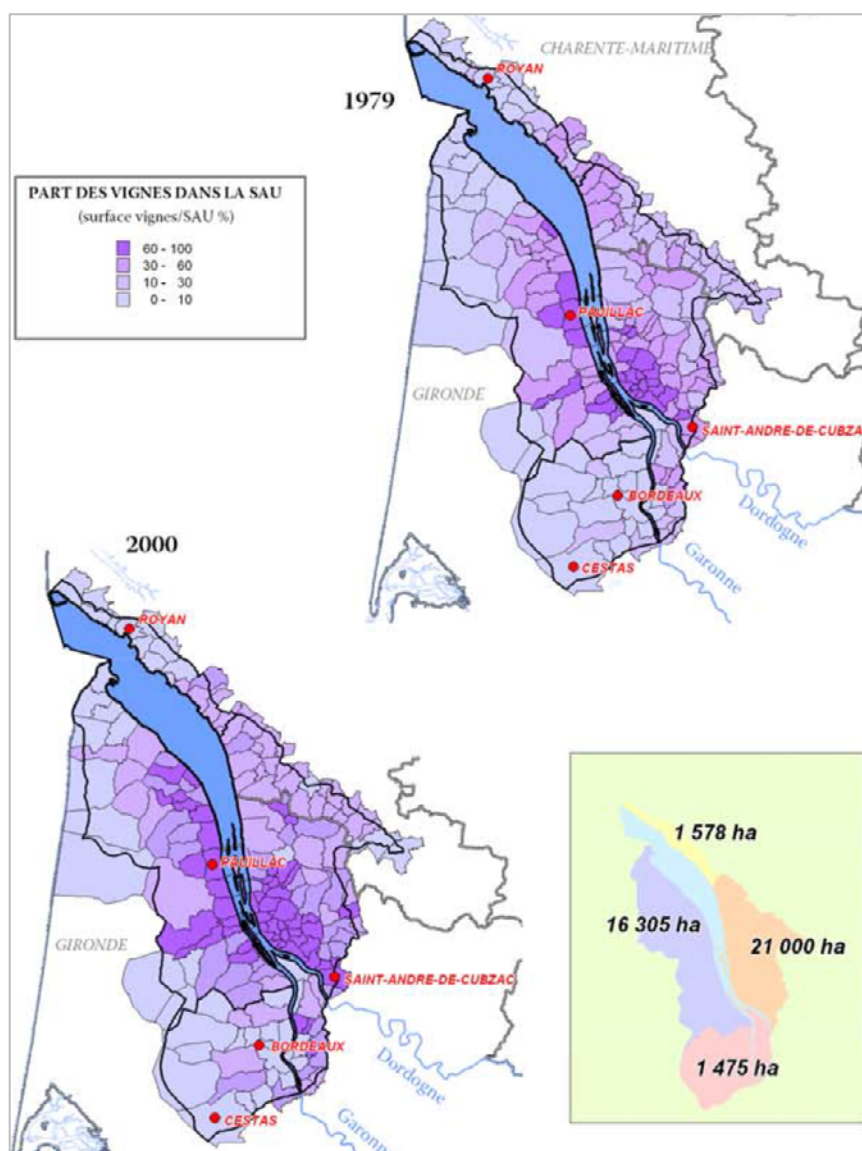 CHARENTE-MARITIME
ROYAN
1979
PART DES VIGNES DANS LA SAU
(surface vignes/SAU %)
60 - 100
30 - 60
10 - 30
0 - 10
PAUILLAC
GIRONDE
SAINT-ANDRE-DE-CUBZA
BORDEAUX
Dordogne
CESTAS
Garonne
2000
ROYAN
PAUILLAC
GIRONDE
SAINT-ANDRE-DE-CUBZAC
BORDEAUX
Dordogne
CESTAS
Garonne
1 578 ha
16 305 ha
21 000 ha
1 475 ha